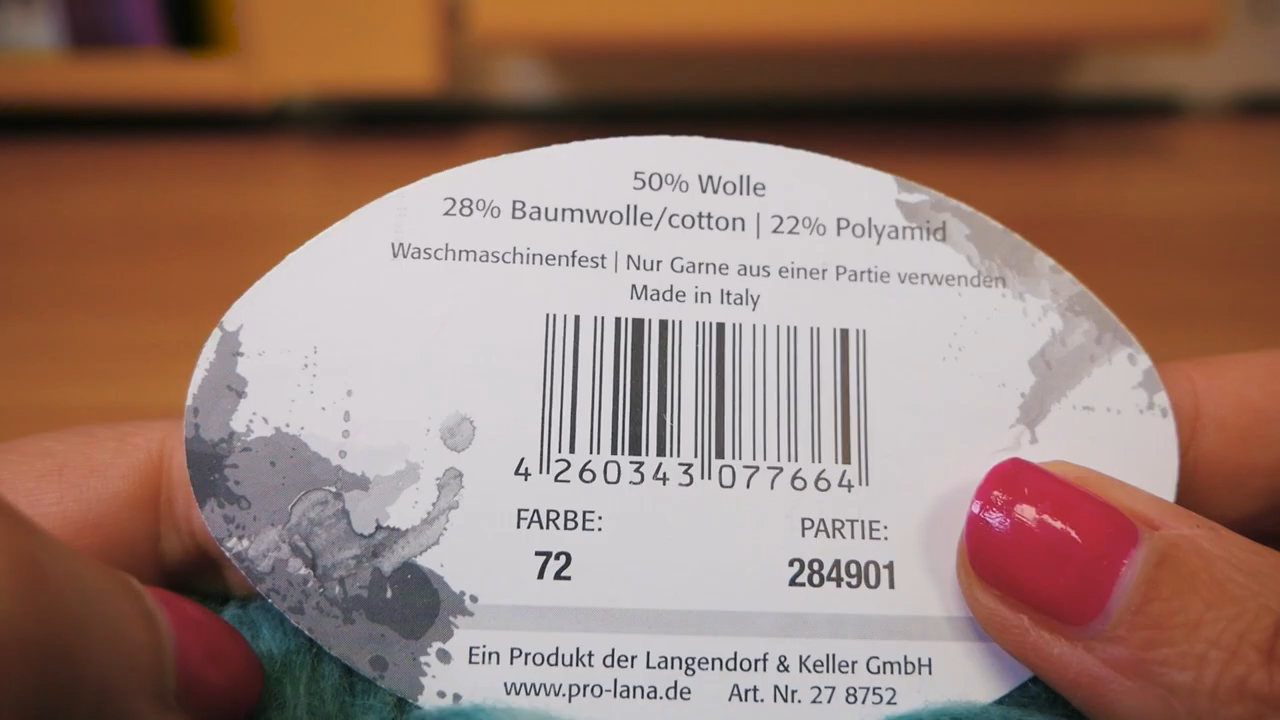 50% Wolle
28% Baumwolle/cotton | 22% Polyamid
Waschmaschinenfest | Nur Garne aus einer Partie verwenden
Made in Italy
4 260343 077664
FARBE: PARTIE:
72 284901
Ein Produkt der Langendorf & Keller GmbH
www.pro-lana.de Art. Nr. 27 8752